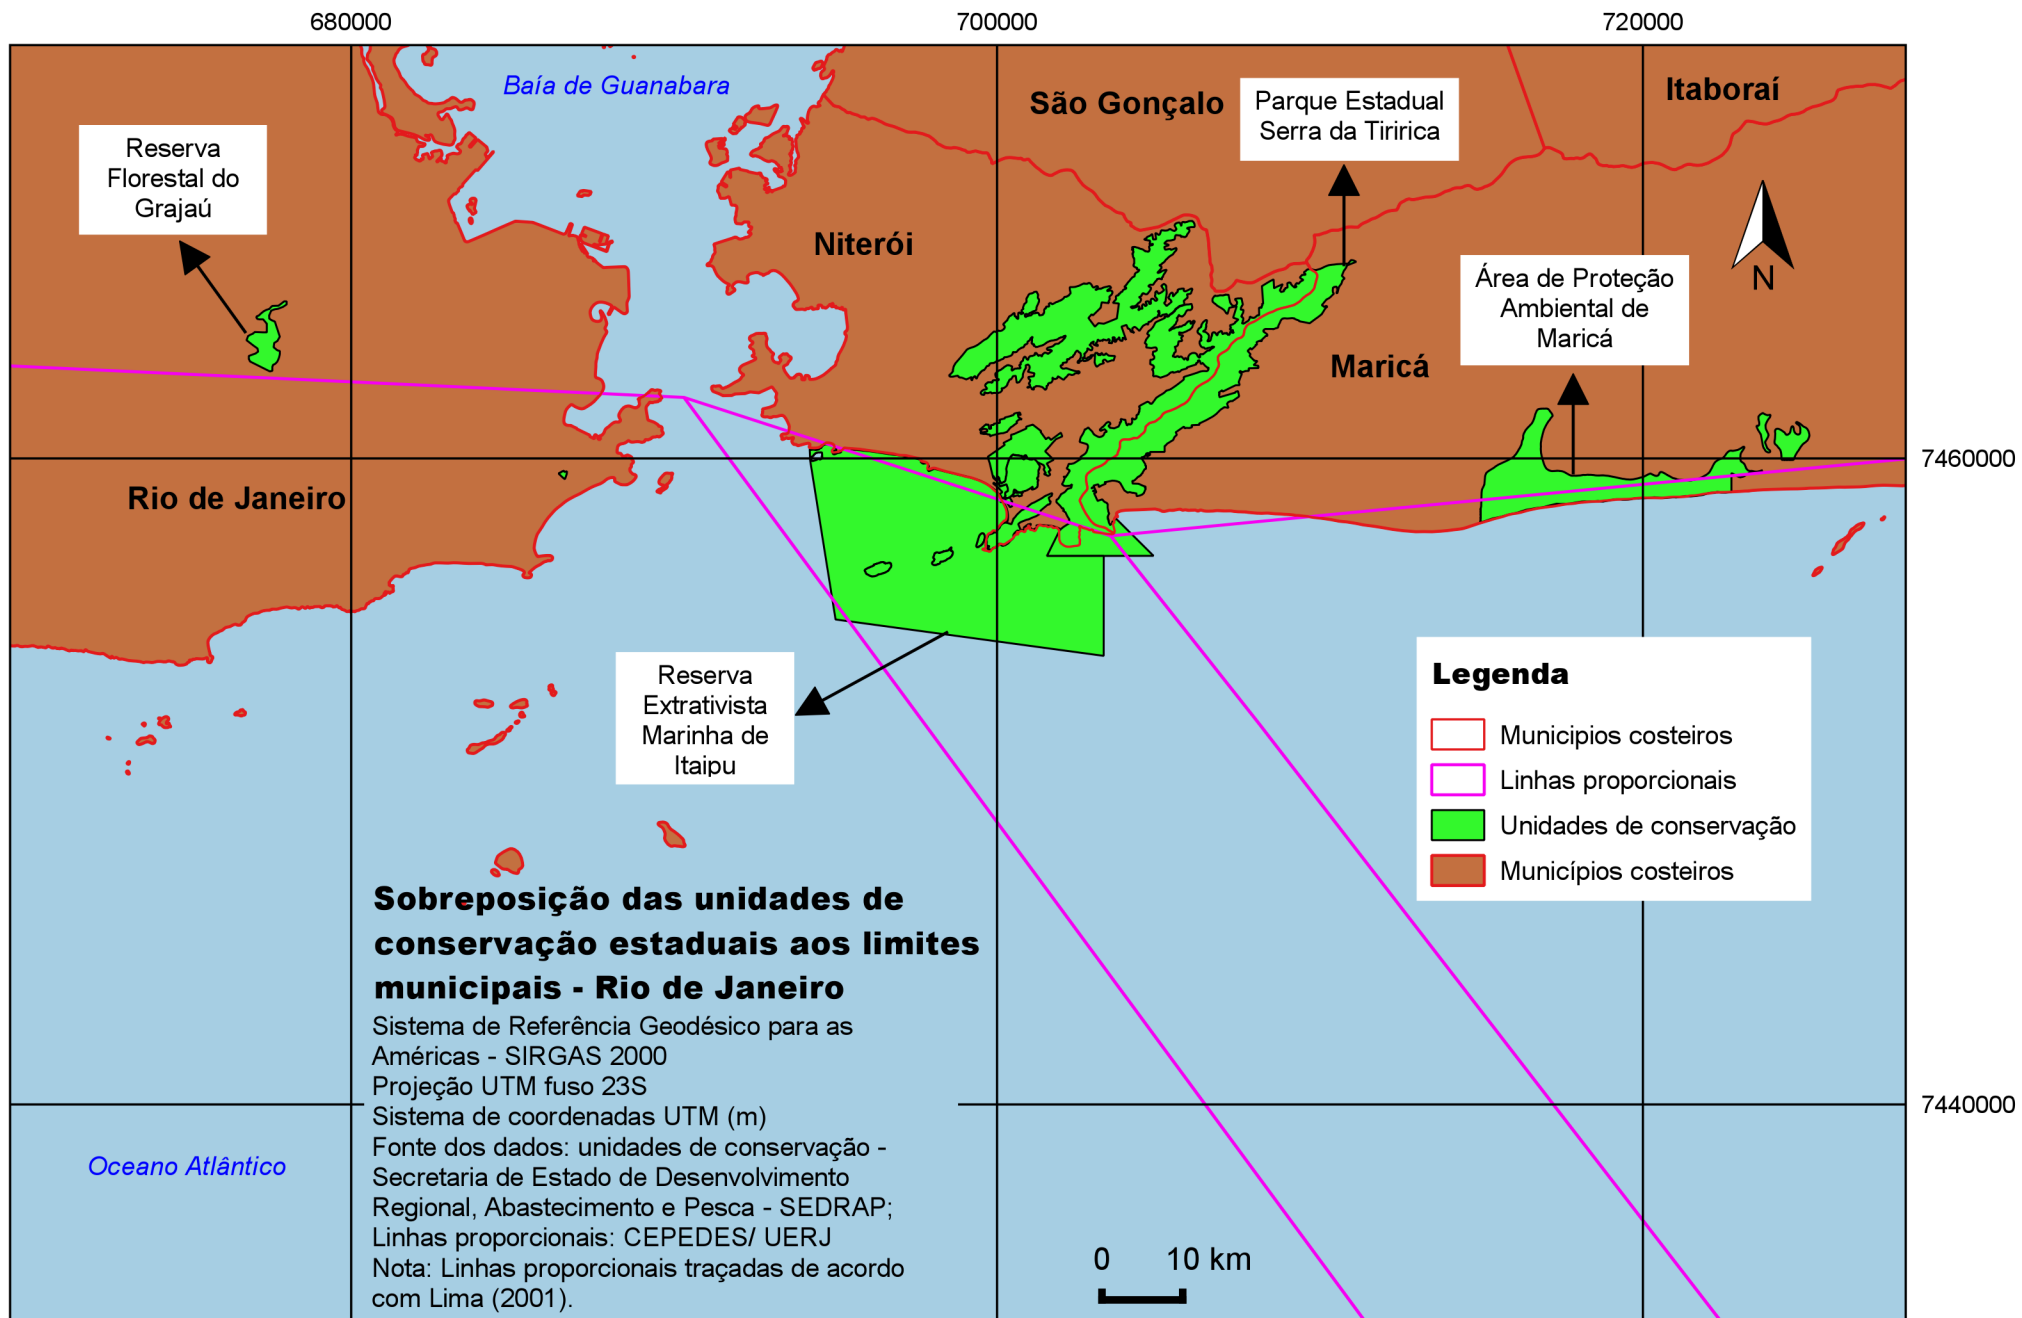 680000
700000
720000
Baía de Guanabara
São Gonçalo
Parque Estadual
Serra da Tiririca
Itaboraí
Reserva
Florestal do
Grajaú
Niterói
N
Área de Proteção
Ambiental de
Maricá
Maricá
7460000
Rio de Janeiro
Reserva
Extrativista
Marinha de
Itaipu
Legenda
Municipios costeiros
Linhas proporcionais
Unidades de conservação
Municípios costeiros
Sobreposição das unidades de
conservação estaduais aos limites
municipais - Rio de Janeiro
Sistema de Referência Geodésico para as
Américas - SIRGAS 2000
Projeção UTM fuso 23S
Sistema de coordenadas UTM (m)
Fonte dos dados: unidades de conservação -
Secretaria de Estado de Desenvolvimento
Regional, Abastecimento e Pesca - SEDRAP;
Linhas proporcionais: CEPEDES/ UERJ
Nota: Linhas proporcionais traçadas de acordo
com Lima (2001).
7440000
Oceano Atlântico
0 10 km